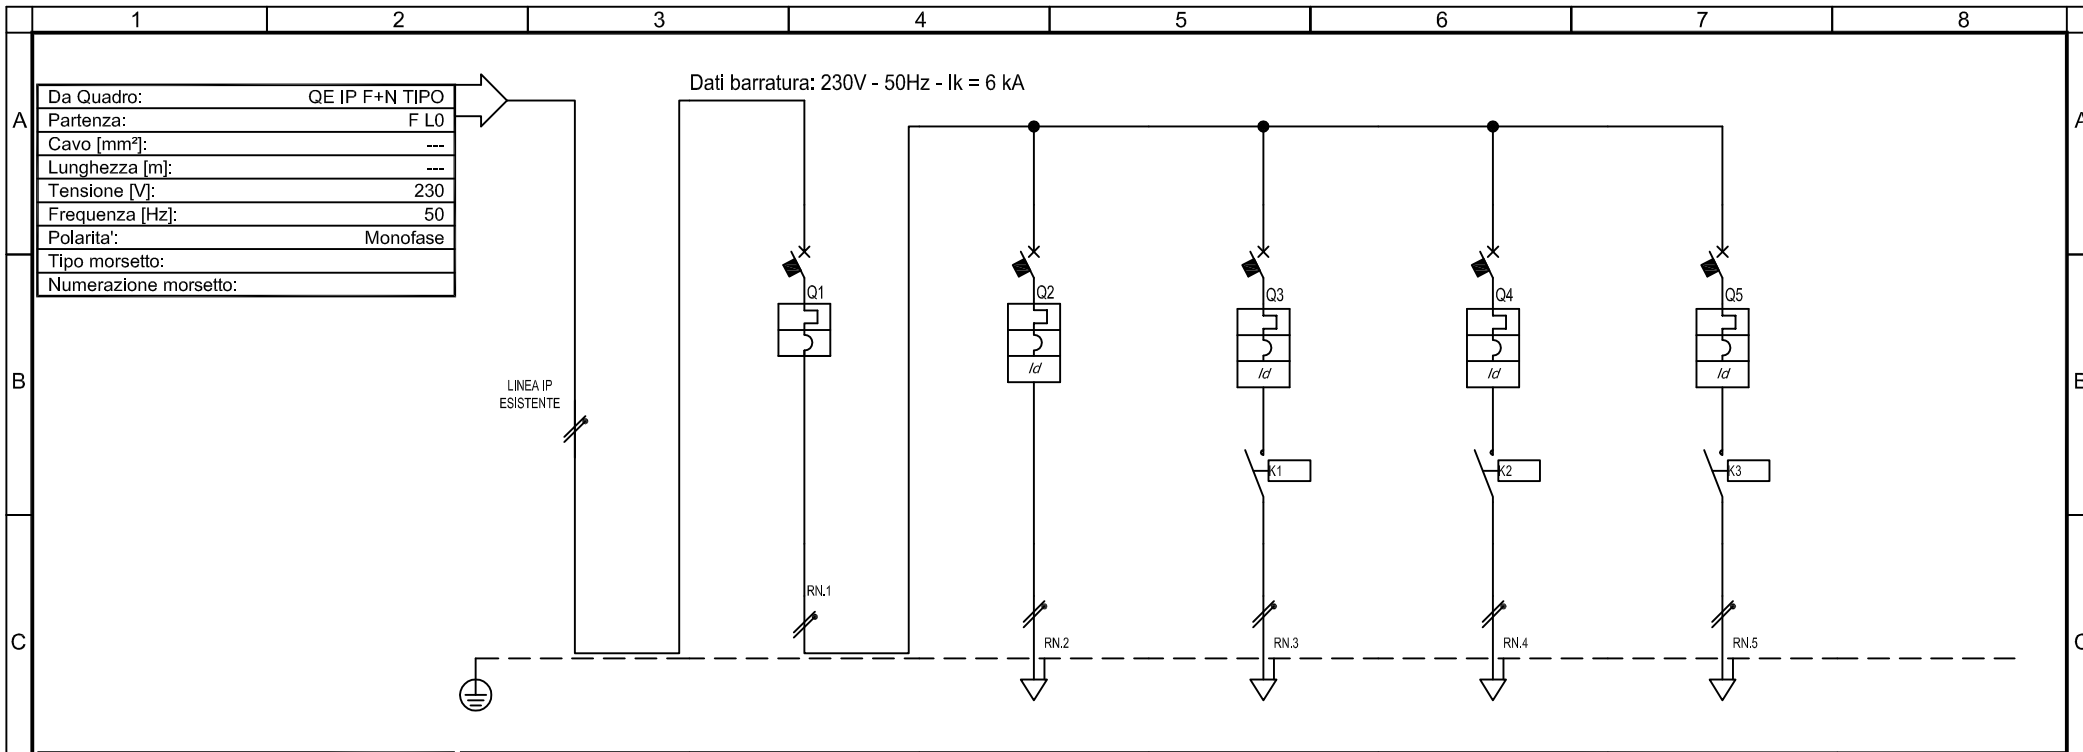 1 2 3 4 5 6 7 8
Dati barratura: 230V - 50Hz - Ik = 6 kA
Da Quadro: QE IP F+N TIPO
A
Partenza: F L0
Cavo [mm²]: ---
Lunghezza [m]: ---
Tensione [V]: 230
Frequenza [Hz]: 50
Polarita': Monofase
Tipo morsetto:
Numerazione morsetto:
Q1 Q2 Q3 Q4 Q5
Id Id Id Id
B
LINEA IP
ESISTENTE
K1 K2 K3
RN.1
C
RN.2 RN.3 RN.4 RN.5